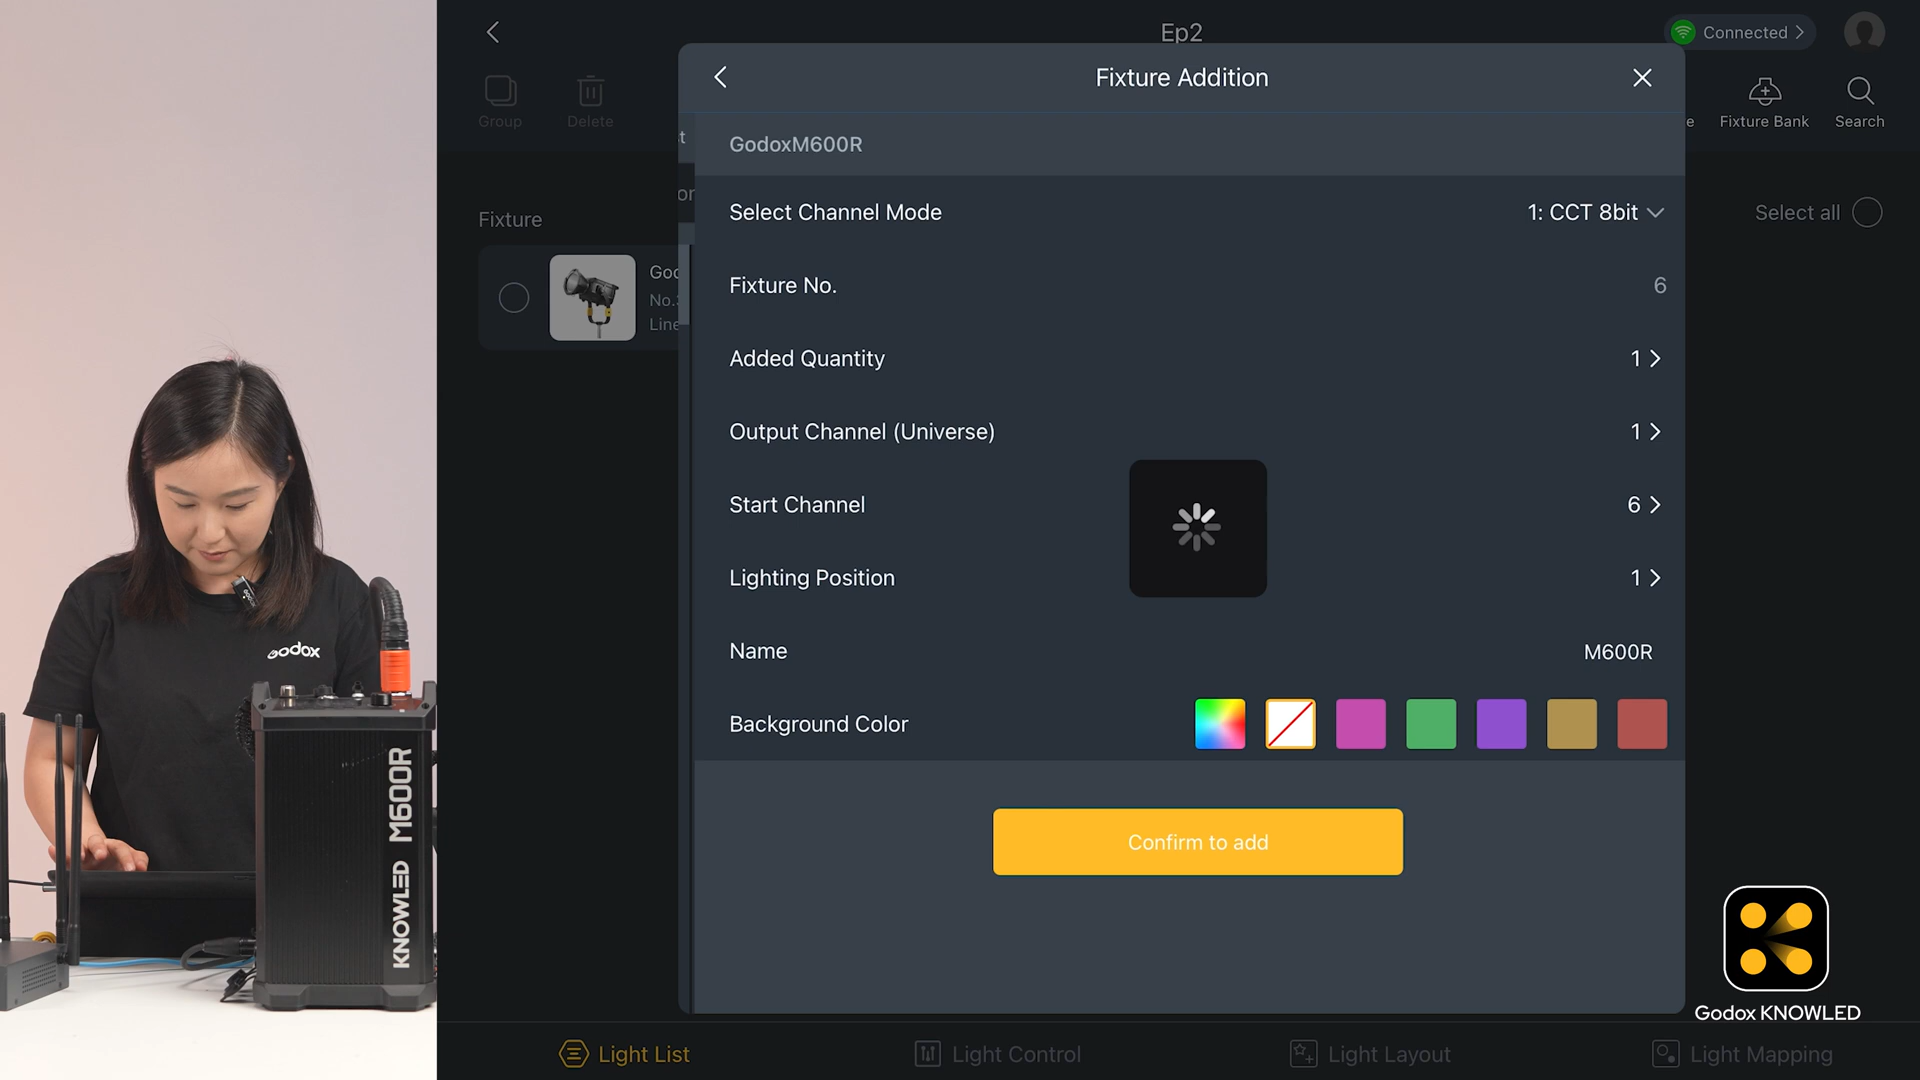 Ep2
Connected
Group
Delete
Fixture Addition
Fixture Bank
Search
GodoxM600R
Select Channel Mode
1: CCT 8bit
Select all
Fixture
Fixture No.
6
Added Quantity
1
Output Channel (Universe)
1
Start Channel
6
Lighting Position
1
Name
M600R
Background Color
Confirm to add
Godox
KNOWLED M600R
Godox KNOWLED
Light List
Light Control
Light Layout
Light Mapping